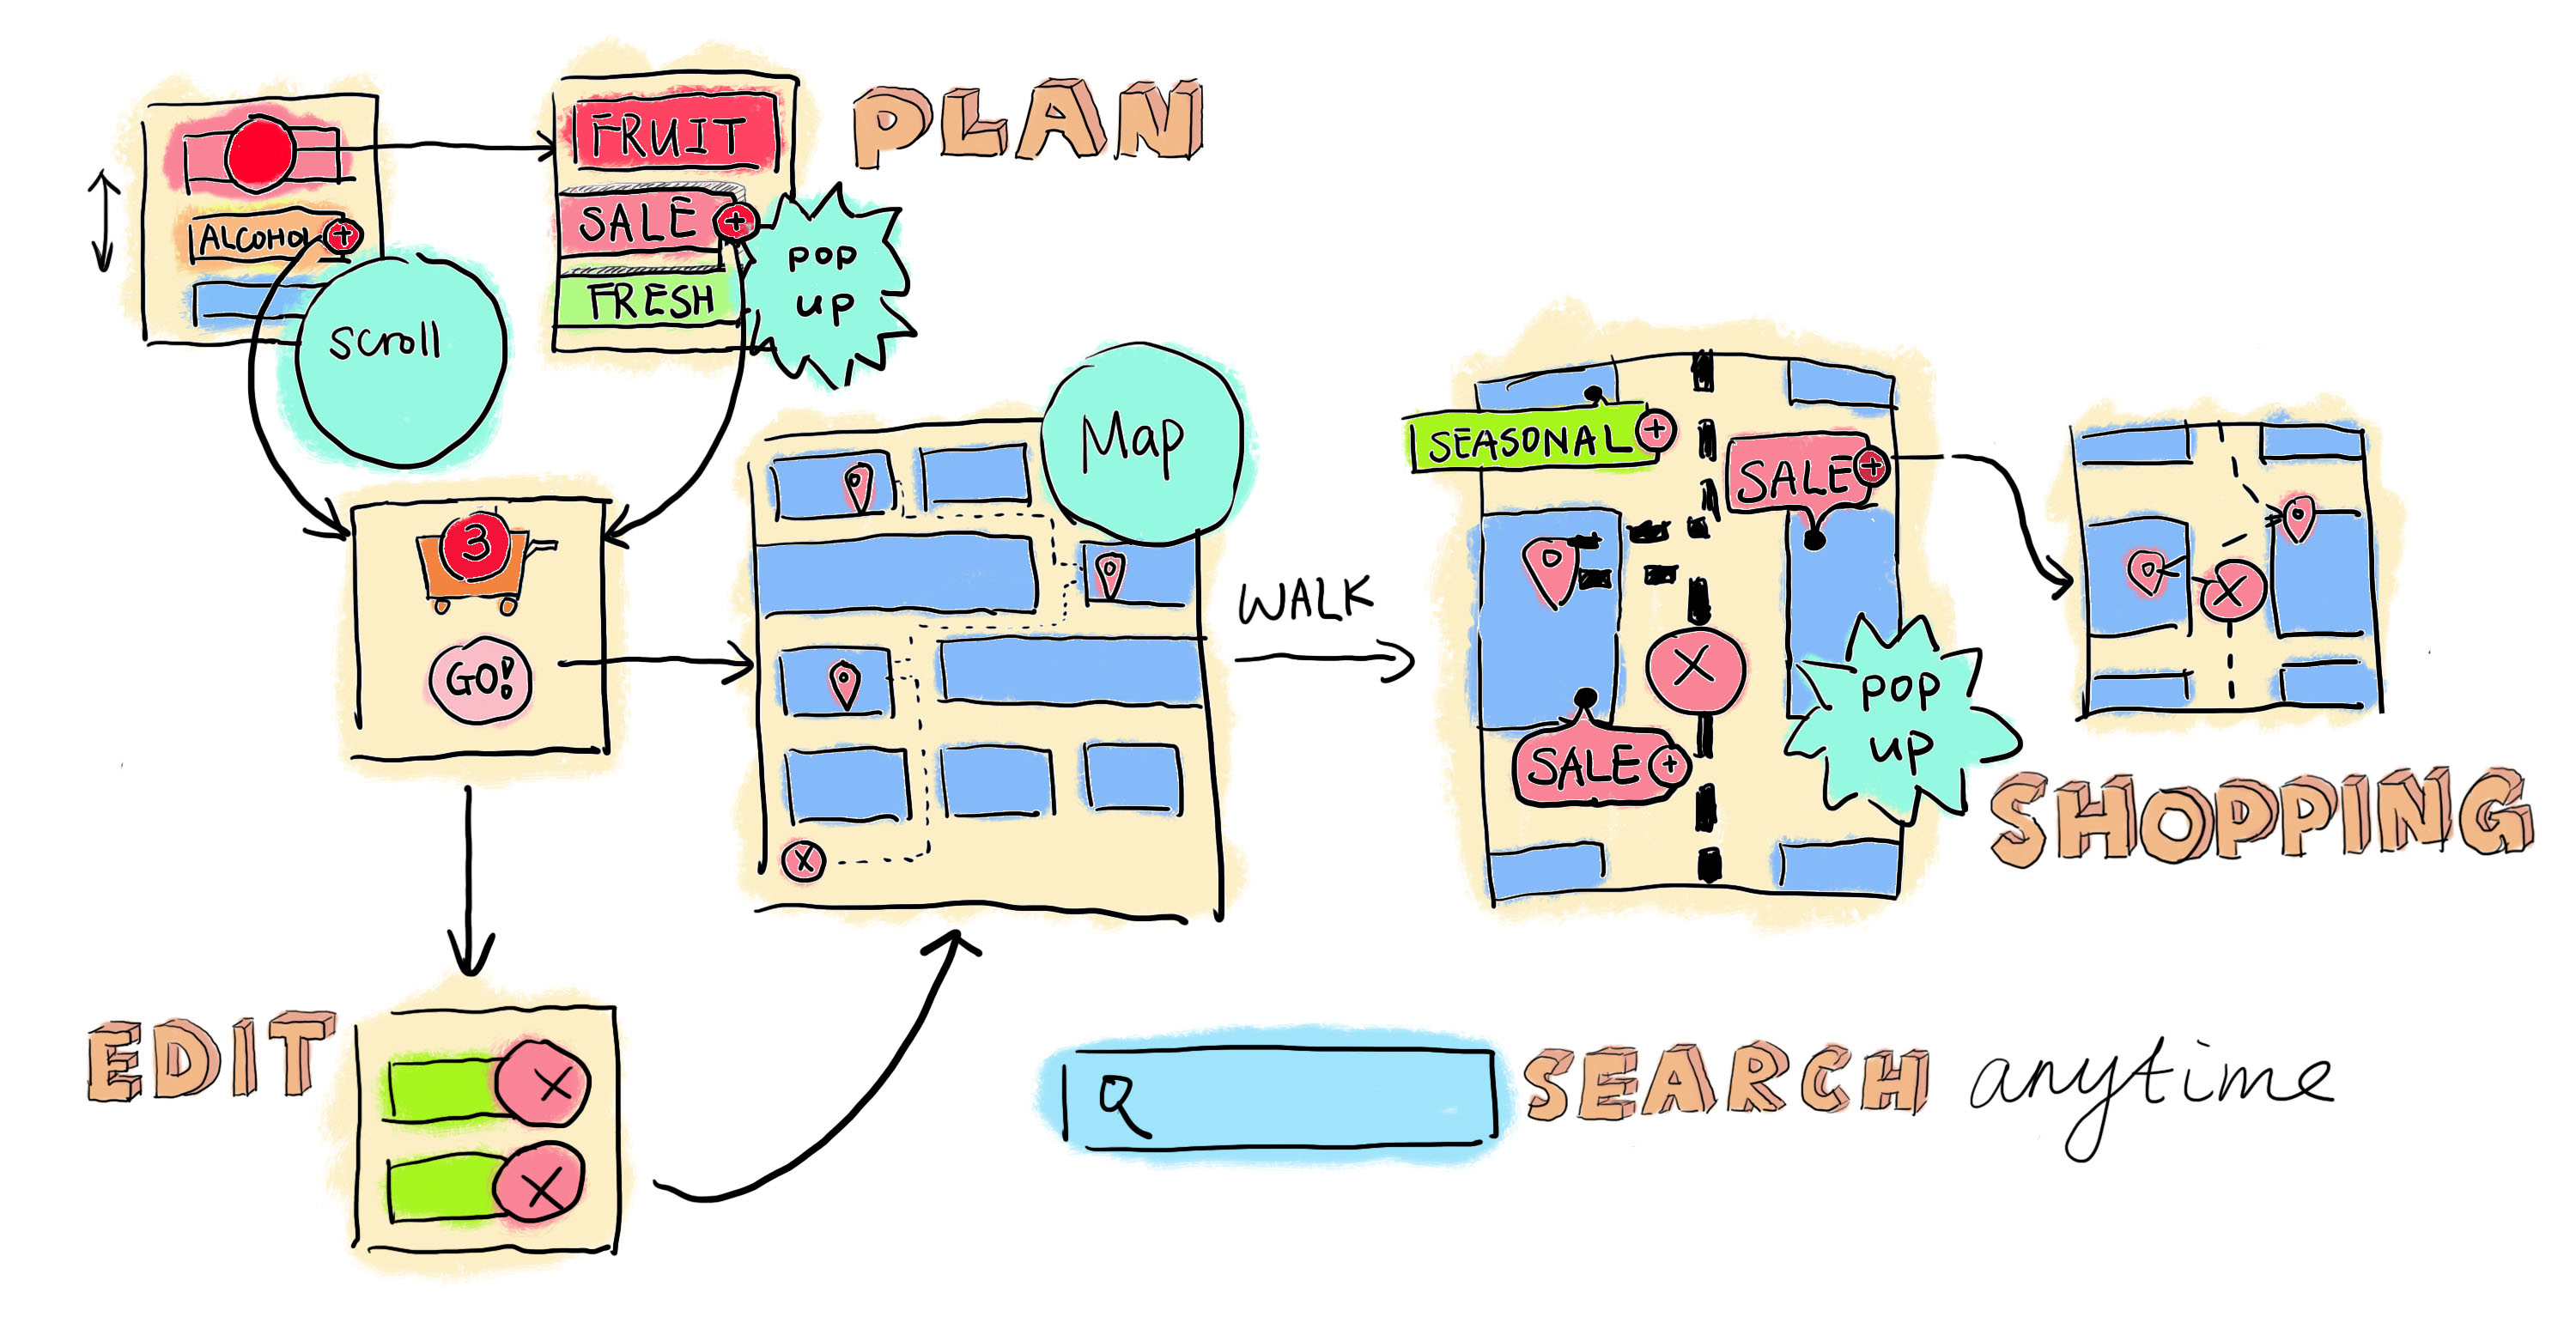 PLAN
FRUIT
SALE
+
FRESH
pop
up
ALCOHOL
+
scroll
3
GO!
Map
WALK
SEASONAL +
SALE +
X
SALE +
pop
up
X
X
SHOPPING
EDIT
X
X
SEARCH anytime